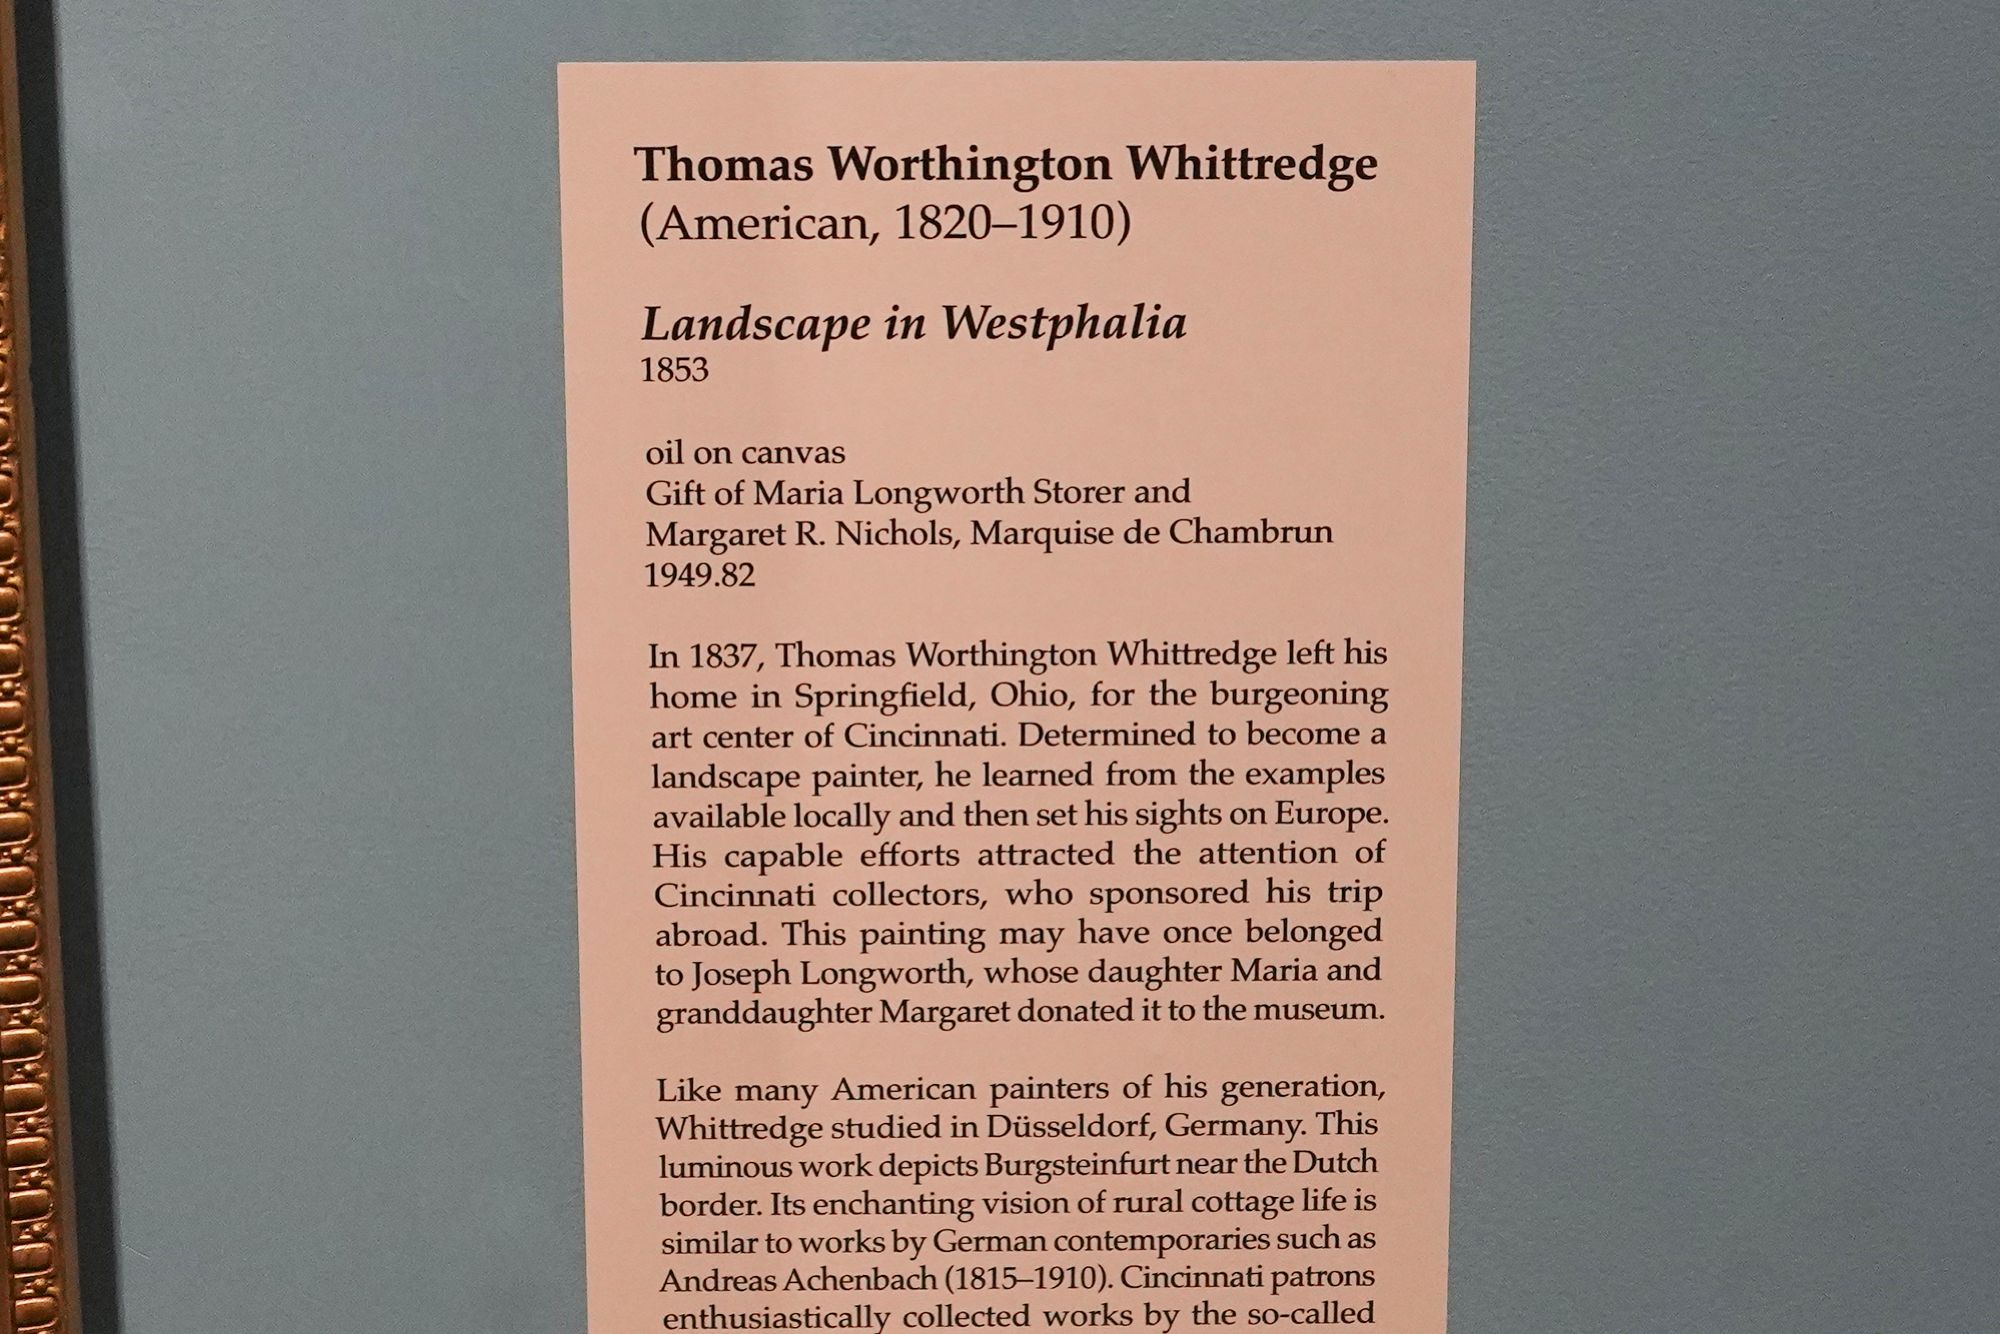 Thomas Worthington Whittredge
(American, 1820–1910)
Landscape in Westphalia
1853
oil on canvas
Gift of Maria Longworth Storer and
Margaret R. Nichols, Marquise de Chambrun
1949.82
In 1837, Thomas Worthington Whittredge left his
home in Springfield, Ohio, for the burgeoning
art center of Cincinnati. Determined to become a
landscape painter, he learned from the examples
available locally and then set his sights on Europe.
His capable efforts attracted the attention of
Cincinnati collectors, who sponsored his trip
abroad. This painting may have once belonged
to Joseph Longworth, whose daughter Maria and
granddaughter Margaret donated it to the museum.
Like many American painters of his generation,
Whittredge studied in Düsseldorf, Germany. This
luminous work depicts Burgsteinfurt near the Dutch
border. Its enchanting vision of rural cottage life is
similar to works by German contemporaries such as
Andreas Achenbach (1815–1910). Cincinnati patrons
enthusiastically collected works by the so-called